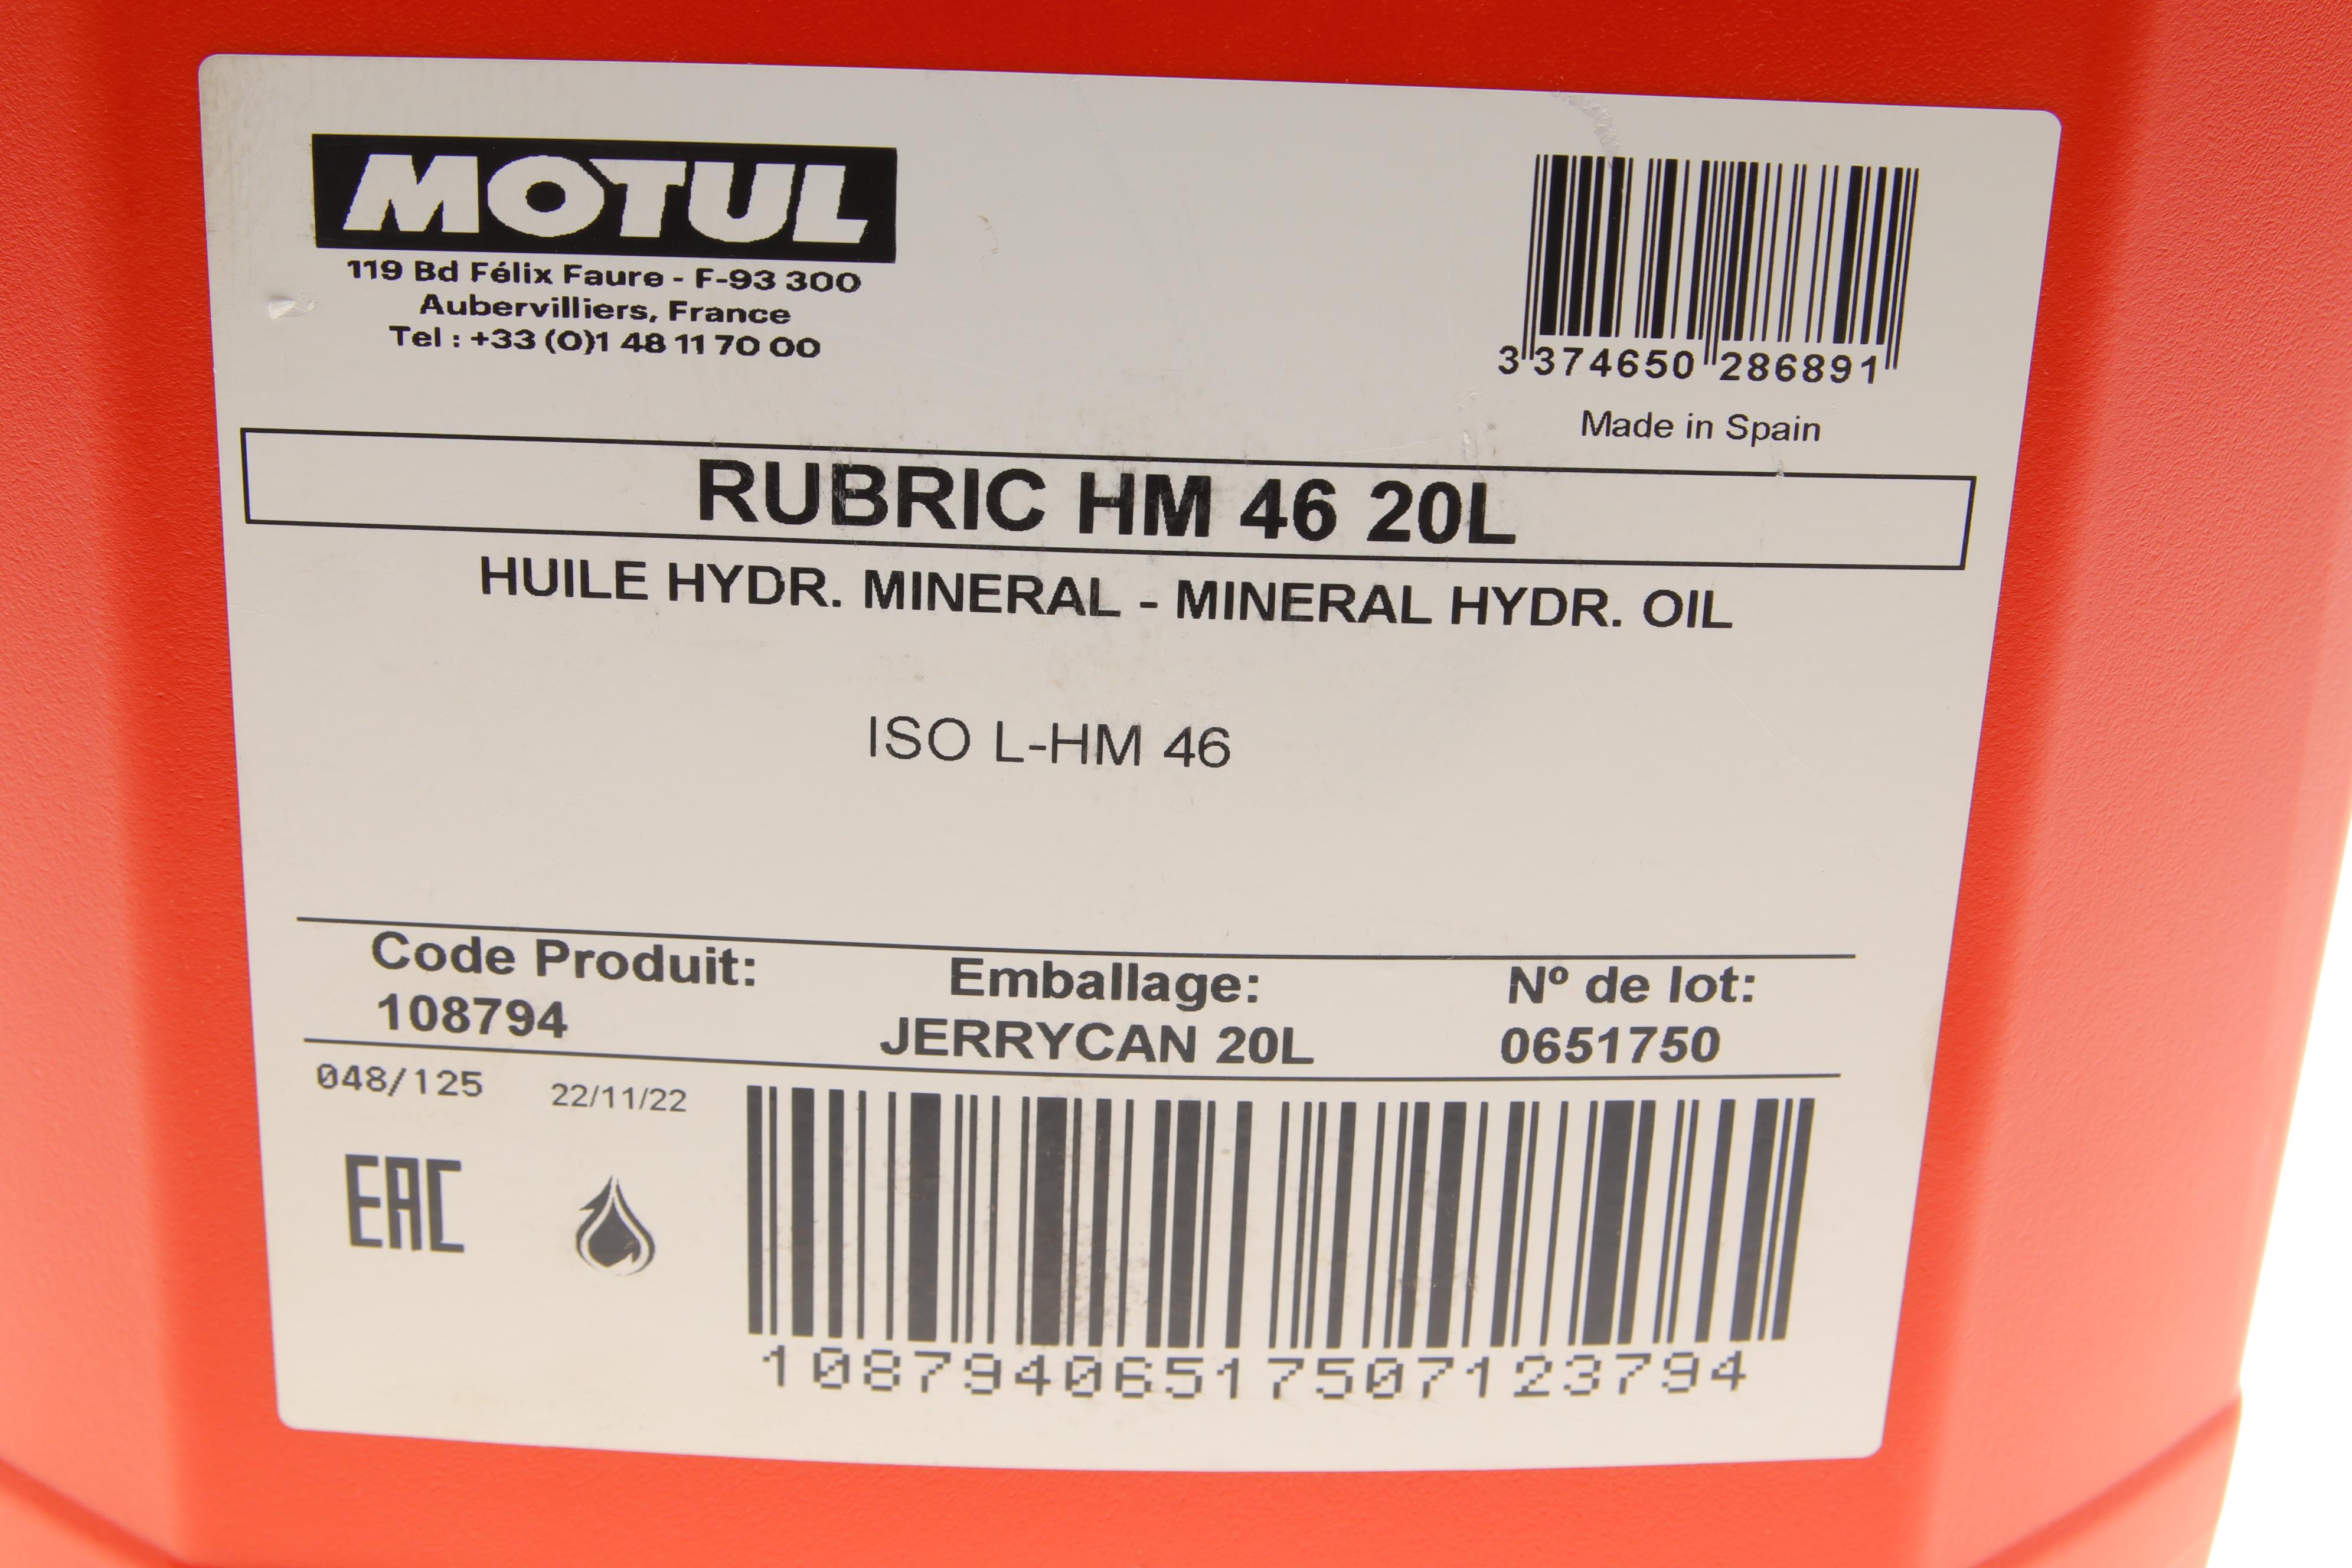 MOTUL
119 Bd Félix Faure - F-93 300
Aubervilliers, France
Tel : +33 (0)1 48 11 70 00
3 374650 286891
Made in Spain
RUBRIC HM 46 20L
HUILE HYDR. MINERAL - MINERAL HYDR. OIL
ISO L-HM 46
Code Produit: Emballage: Nº de lot:
108794 JERRYCAN 20L 0651750
048/125 22/11/22
EAC
10879406517507123794